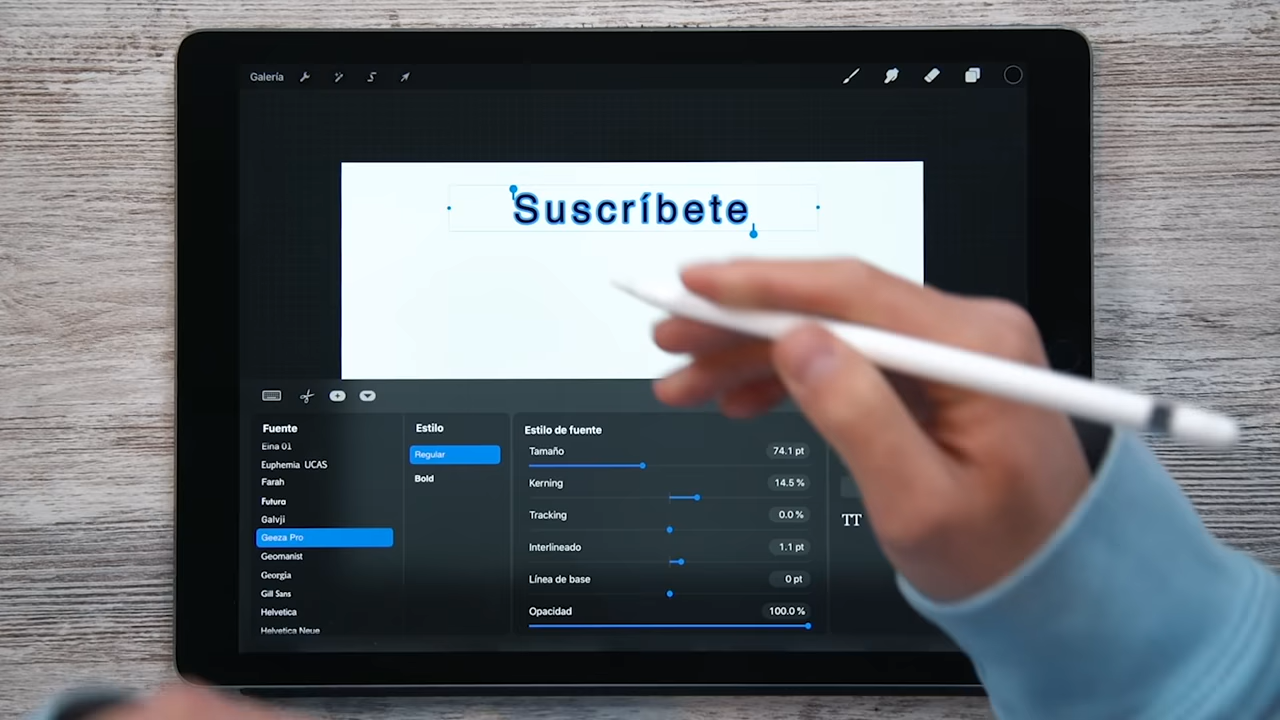 Galería
Suscríbete
Fuente
Eina 01
Euphemia UCAS
Farah
Futura
Galvji
Geeza Pro
Geomanist
Georgia
Gill Sans
Helvetica
Helvetica Neue
Estilo
Regular
Bold
Estilo de fuente
Tamaño 74.1 pt
Kerning 14.5 %
Tracking 0.0 %
Interlineado 1.1 pt
Línea de base 0 pt
Opacidad 100.0 %
TT